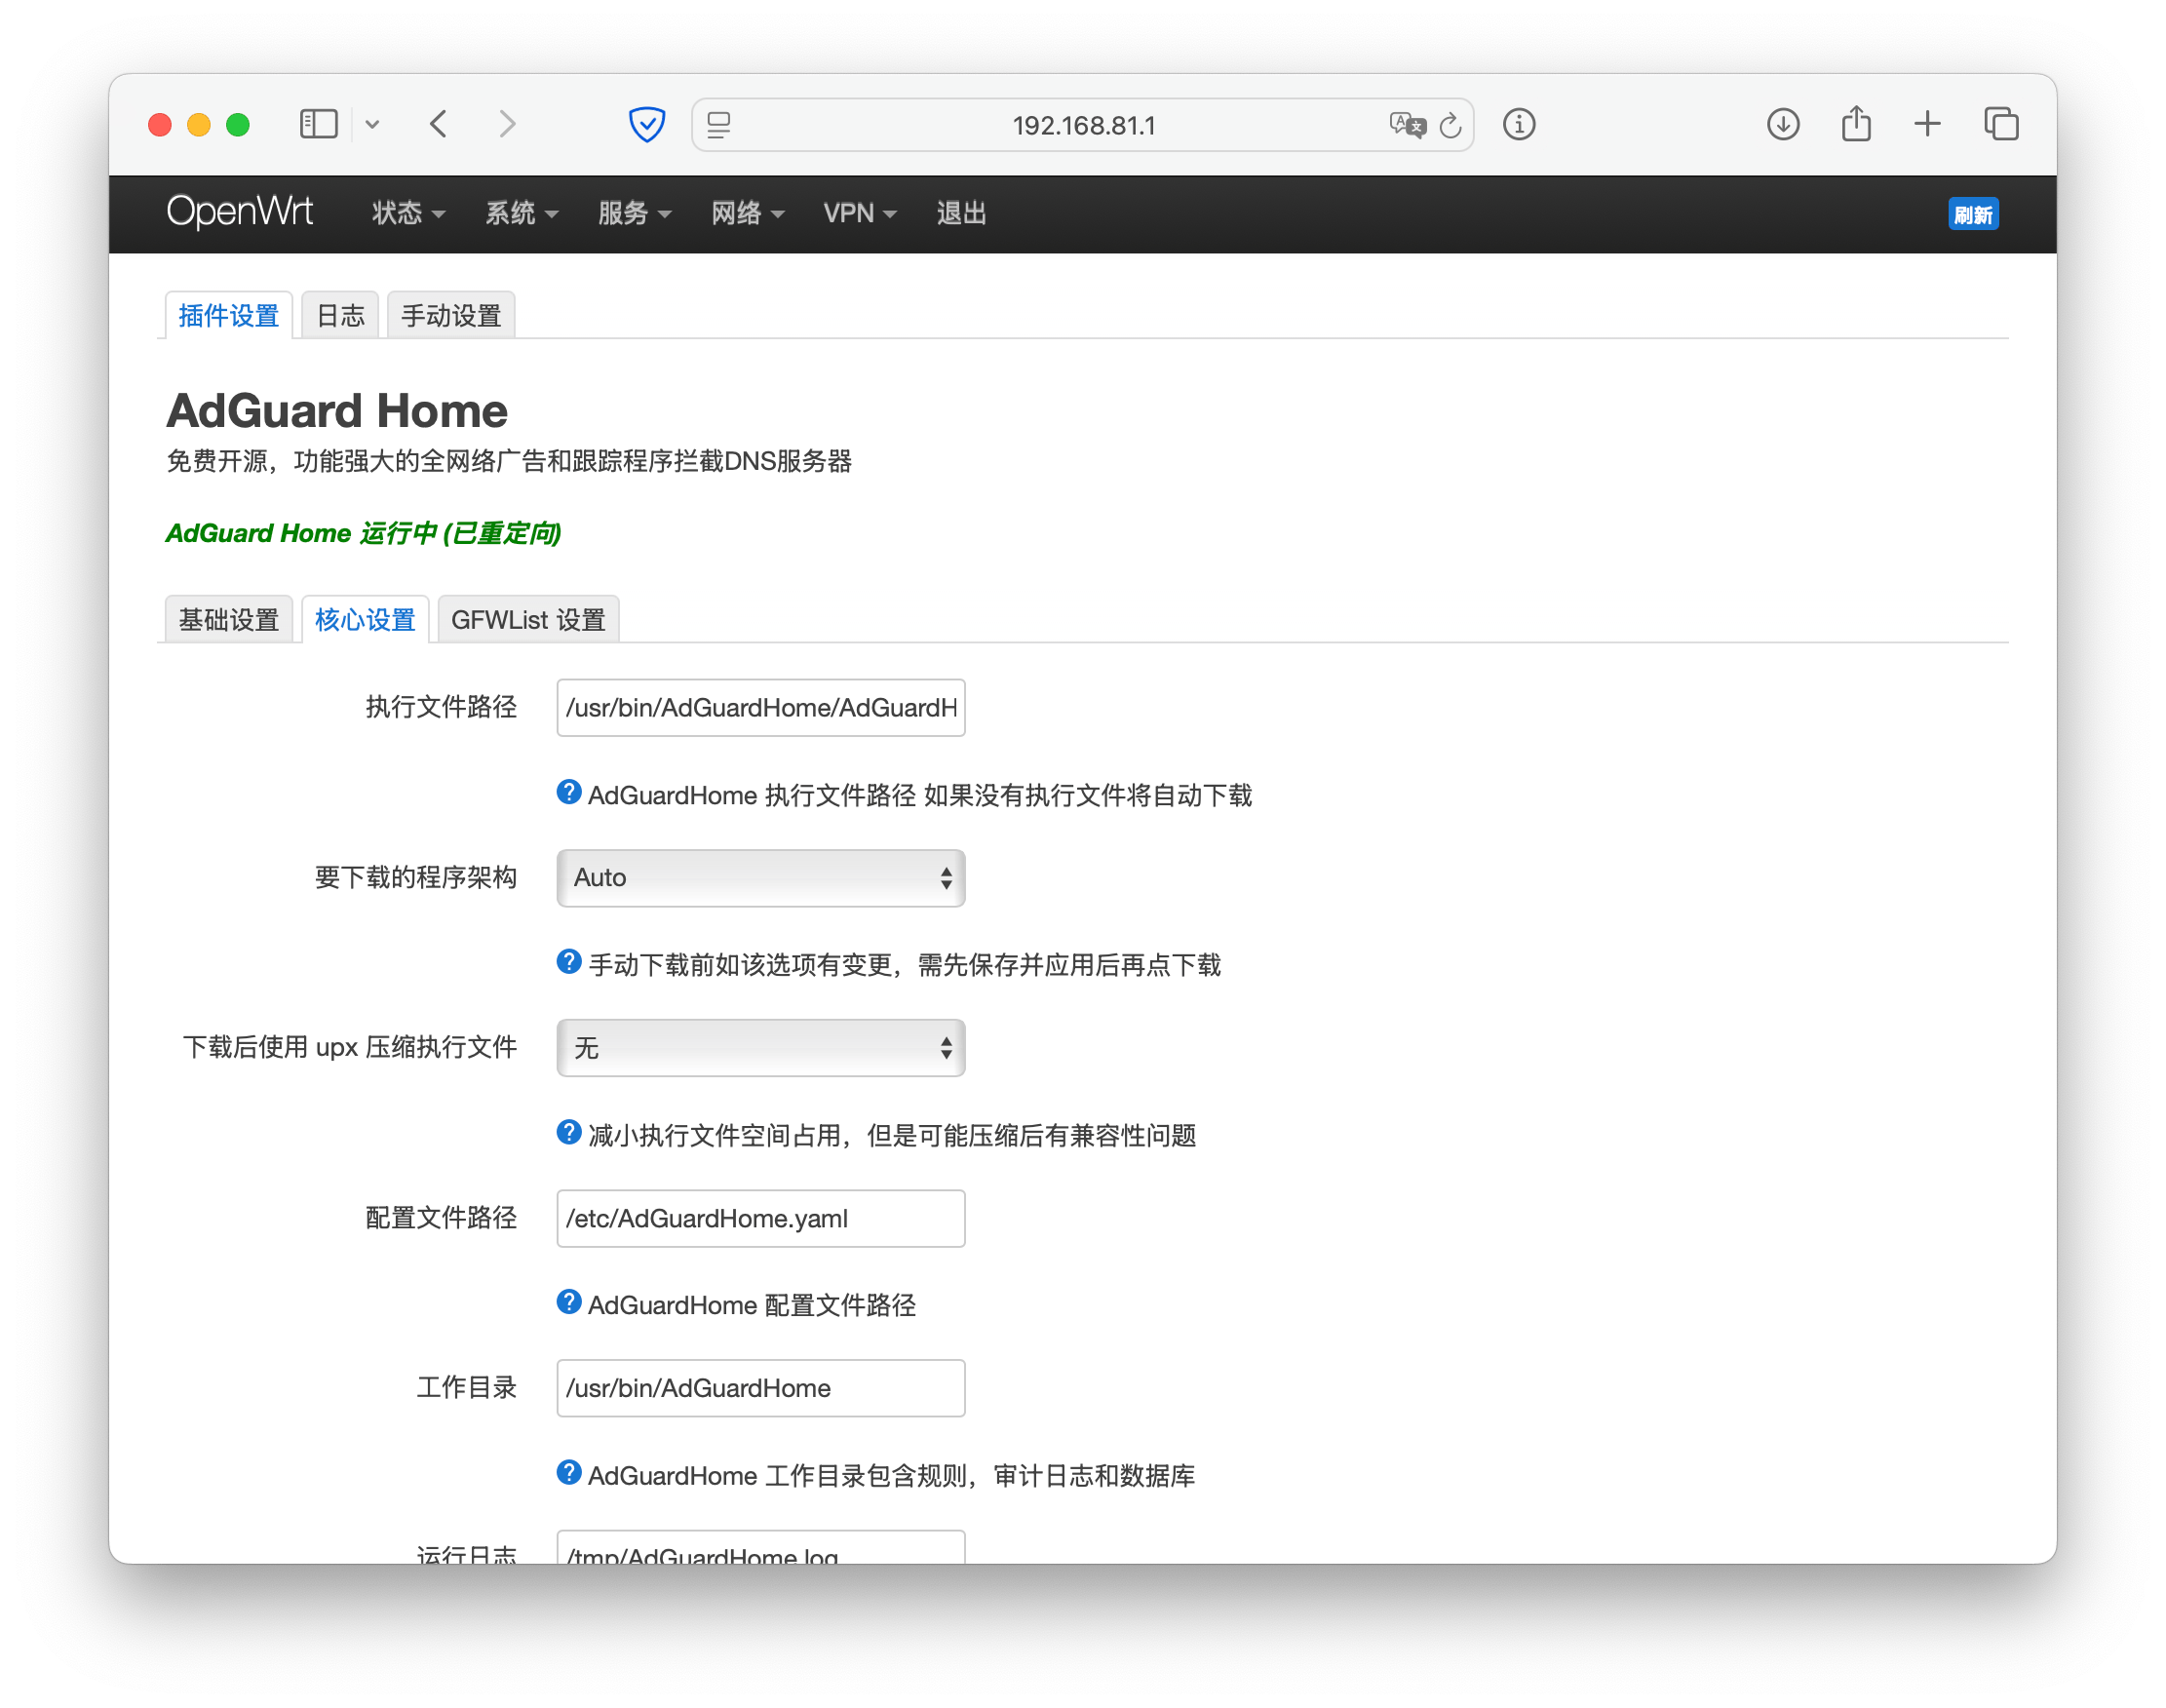 192.168.81.1
OpenWrt 状态 系统 服务 网络 VPN 退出 刷新
插件设置 日志 手动设置
AdGuard Home
免费开源，功能强大的全网络广告和跟踪程序拦截DNS服务器
AdGuard Home 运行中 (已重定向)
基础设置 核心设置 GFWList 设置
执行文件路径 /usr/bin/AdGuardHome/AdGuardH
AdGuardHome 执行文件路径 如果没有执行文件将自动下载
要下载的程序架构 Auto
手动下载前如该选项有变更，需先保存并应用后再点下载
下载后使用 upx 压缩执行文件 无
减小执行文件空间占用，但是可能压缩后有兼容性问题
配置文件路径 /etc/AdGuardHome.yaml
AdGuardHome 配置文件路径
工作目录 /usr/bin/AdGuardHome
AdGuardHome 工作目录包含规则，审计日志和数据库
运行日志 /tmp/AdGuardHome.log